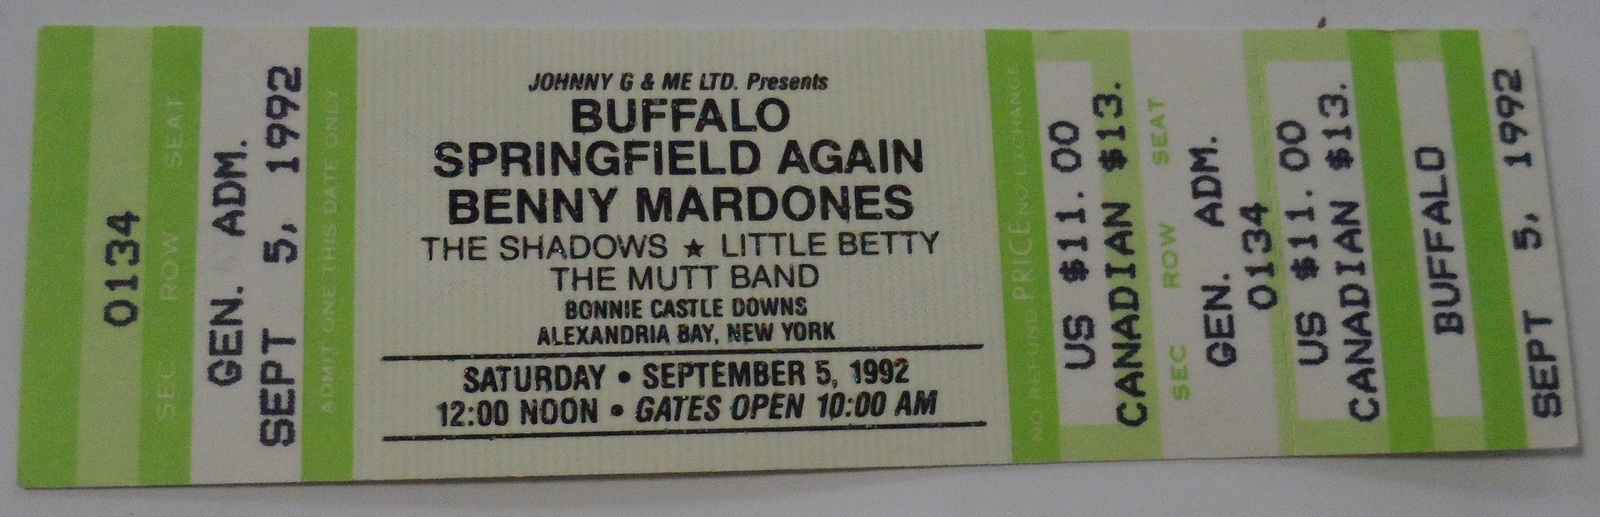 0134
SEC ROW SEAT
GEN. ADM.
SEPT 5, 1992
ADMIT ONE THIS DATE ONLY
JOHNNY G & ME LTD. Presents
BUFFALO
SPRINGFIELD AGAIN
BENNY MARDONES
THE SHADOWS ★ LITTLE BETTY
THE MUTT BAND
BONNIE CASTLE DOWNS
ALEXANDRIA BAY, NEW YORK
SATURDAY • SEPTEMBER 5, 1992
12:00 NOON • GATES OPEN 10:00 AM
NO REFUND PRICE NO EXCHANGE
US $11.00
CANADIAN $13.
SEC ROW SEAT
GEN. ADM.
0134
US $11.00
CANADIAN $13.
BUFFALO
SEPT 5, 1992